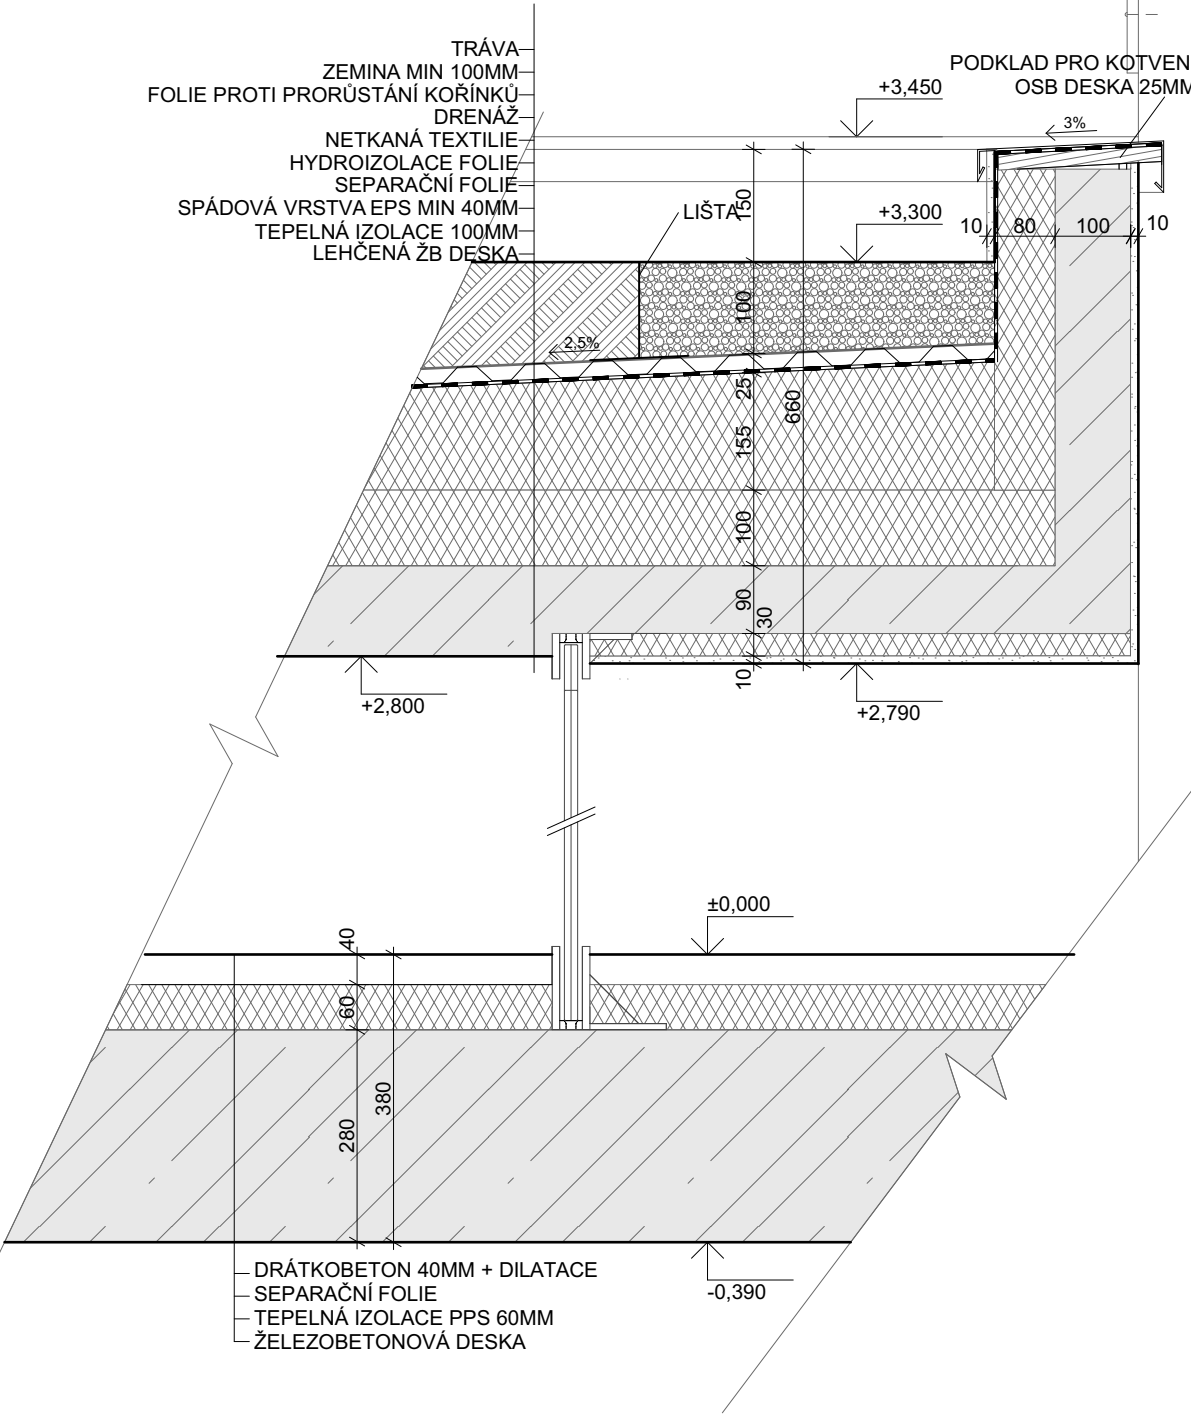 TRÁVA
ZEMINA MIN 100MM
FOLIE PROTI PRORŮSTÁNÍ KOŘÍNKŮ
DRENÁŽ
NETKANÁ TEXTILIE
HYDROIZOLACE FOLIE
SEPARAČNÍ FOLIE
SPÁDOVÁ VRSTVA EPS MIN 40MM
TEPELNÁ IZOLACE 100MM
LEHČENÁ ŽB DESKA
PODKLAD PRO KOTVEN
OSB DESKA 25MM
+3,450
3%
150
LIŠTA
+3,300
10
80
100
10
100
2,5%
25
660
155
100
90
30
10
+2,800
+2,790
±0,000
40
60
380
280
DRÁTKOBETON 40MM + DILATACE
SEPARAČNÍ FOLIE
TEPELNÁ IZOLACE PPS 60MM
ŽELEZOBETONOVÁ DESKA
-0,390